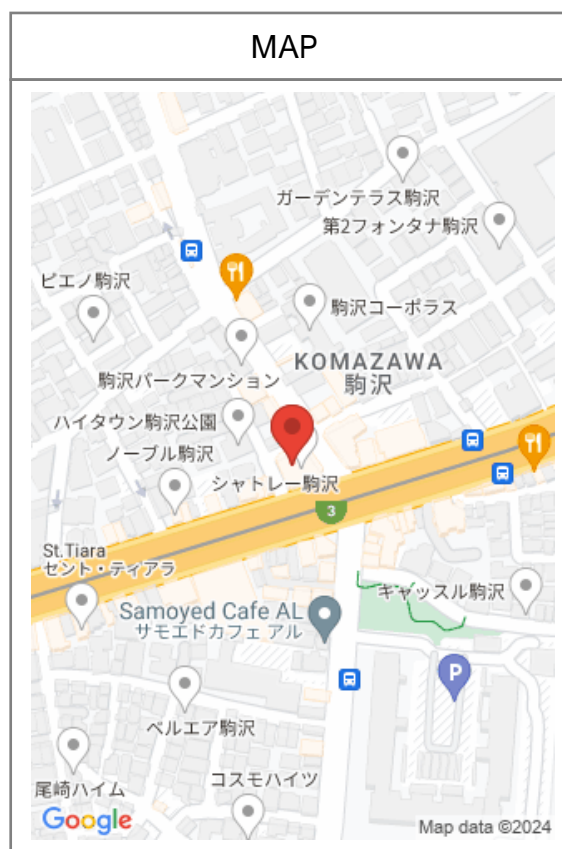 MAP
ガーデンテラス駒沢
第2フォンタナ駒沢
ピエノ駒沢
駒沢コーポラス
KOMAZAWA
駒沢
駒沢パークマンション
ハイタウン駒沢公園
ノーブル駒沢
シャトレー駒沢
3
St.Tiara
セント・ティアラ
キャッスル駒沢
Samoyed Cafe AL
サモエドカフェ アル
P
ベルエア駒沢
尾崎ハイム
コスモハイツ
Google
Map data ©2024